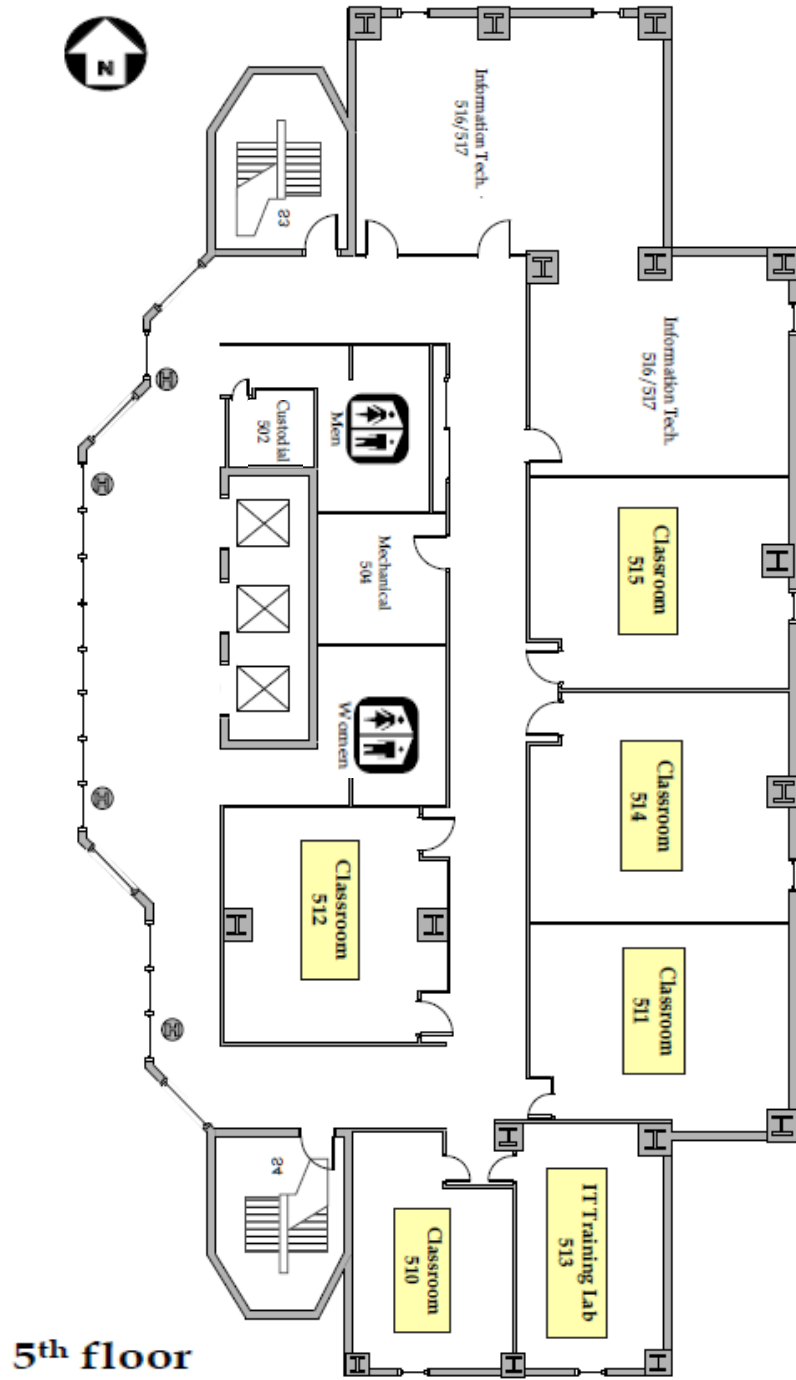 N
Information Tech.
516/517
S3
Information Tech.
516/517
Men
Custodial
502
Classroom
515
Mechanical
504
Women
Classroom
514
Classroom
512
Classroom
511
S4
IT Training Lab
513
Classroom
510
5th floor